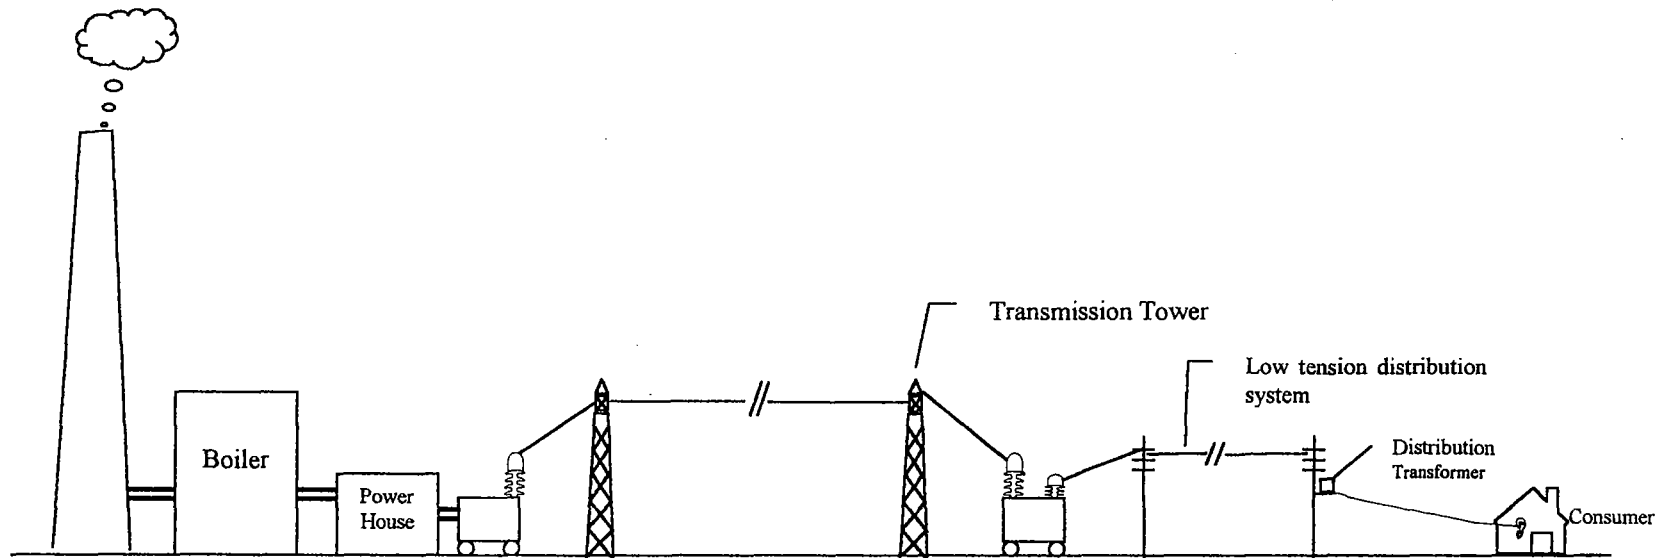 Transmission Tower
Low tension distribution
system
Boiler
Distribution
Transformer
Power
House
Consumer